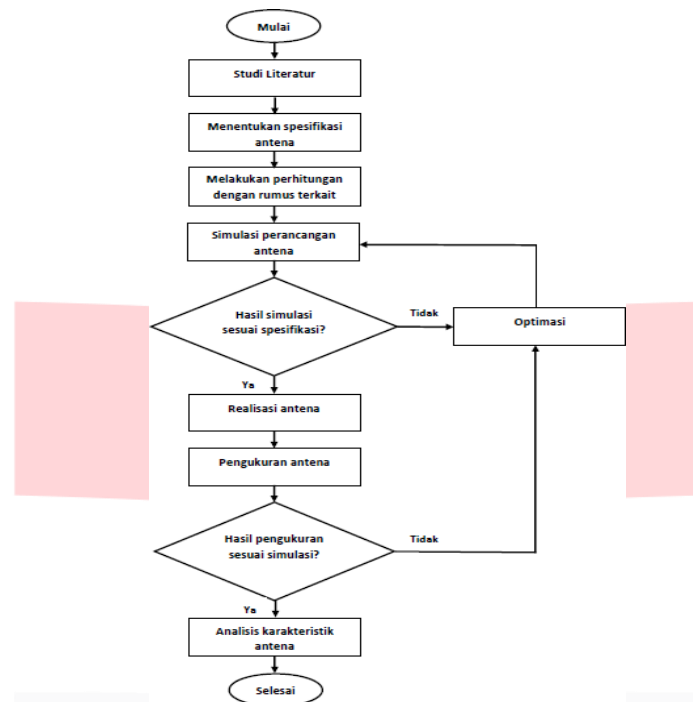 Mulai
Studi Literatur
Menentukan spesifikasi
antena
Melakukan perhitungan
dengan rumus terkait
Simulasi perancangan
antena
Hasil simulasi
sesuai spesifikasi?
Tidak
Optimasi
Ya
Realisasi antena
Pengukuran antena
Hasil pengukuran
sesuai simulasi?
Tidak
Ya
Analisis karakteristik
antena
Selesai